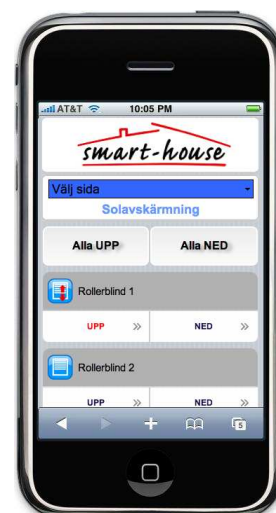 AT&T 10:05 PM
smart-house
Välj sida
Solavskärmning
Alla UPP Alla NED
Rollerblind 1
UPP >> NED >>
Rollerblind 2
UPP >> NED >>
5